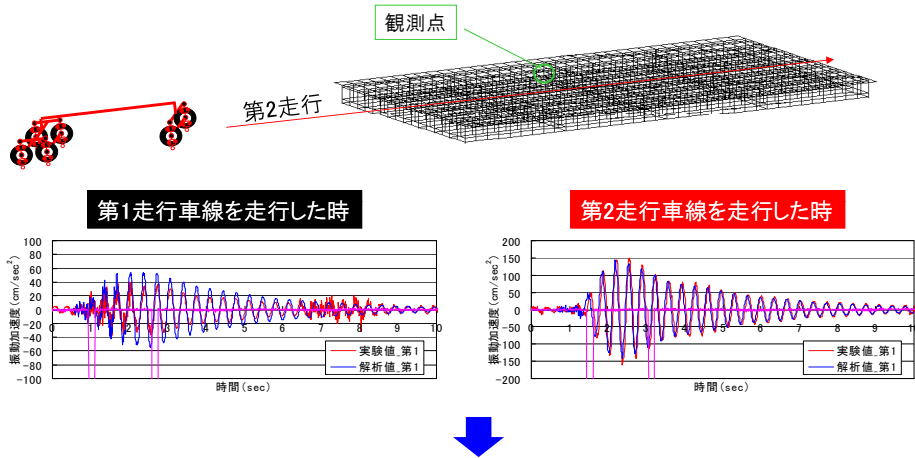 観測点
第2走行
第1走行車線を走行した時
第2走行車線を走行した時
100
80
60
40
20
0
-20
-40
-60
-80
-100
振動加速度(cm/sec²)
0 1 2 3 4 5 6 7 8 9 10
時間(sec)
実験値_第1
解析値_第1
200
150
100
50
0
-50
-100
-150
-200
振動加速度(cm/sec²)
0 1 2 3 4 5 6 7 8 9 10
時間(sec)
実験値_第1
解析値_第1